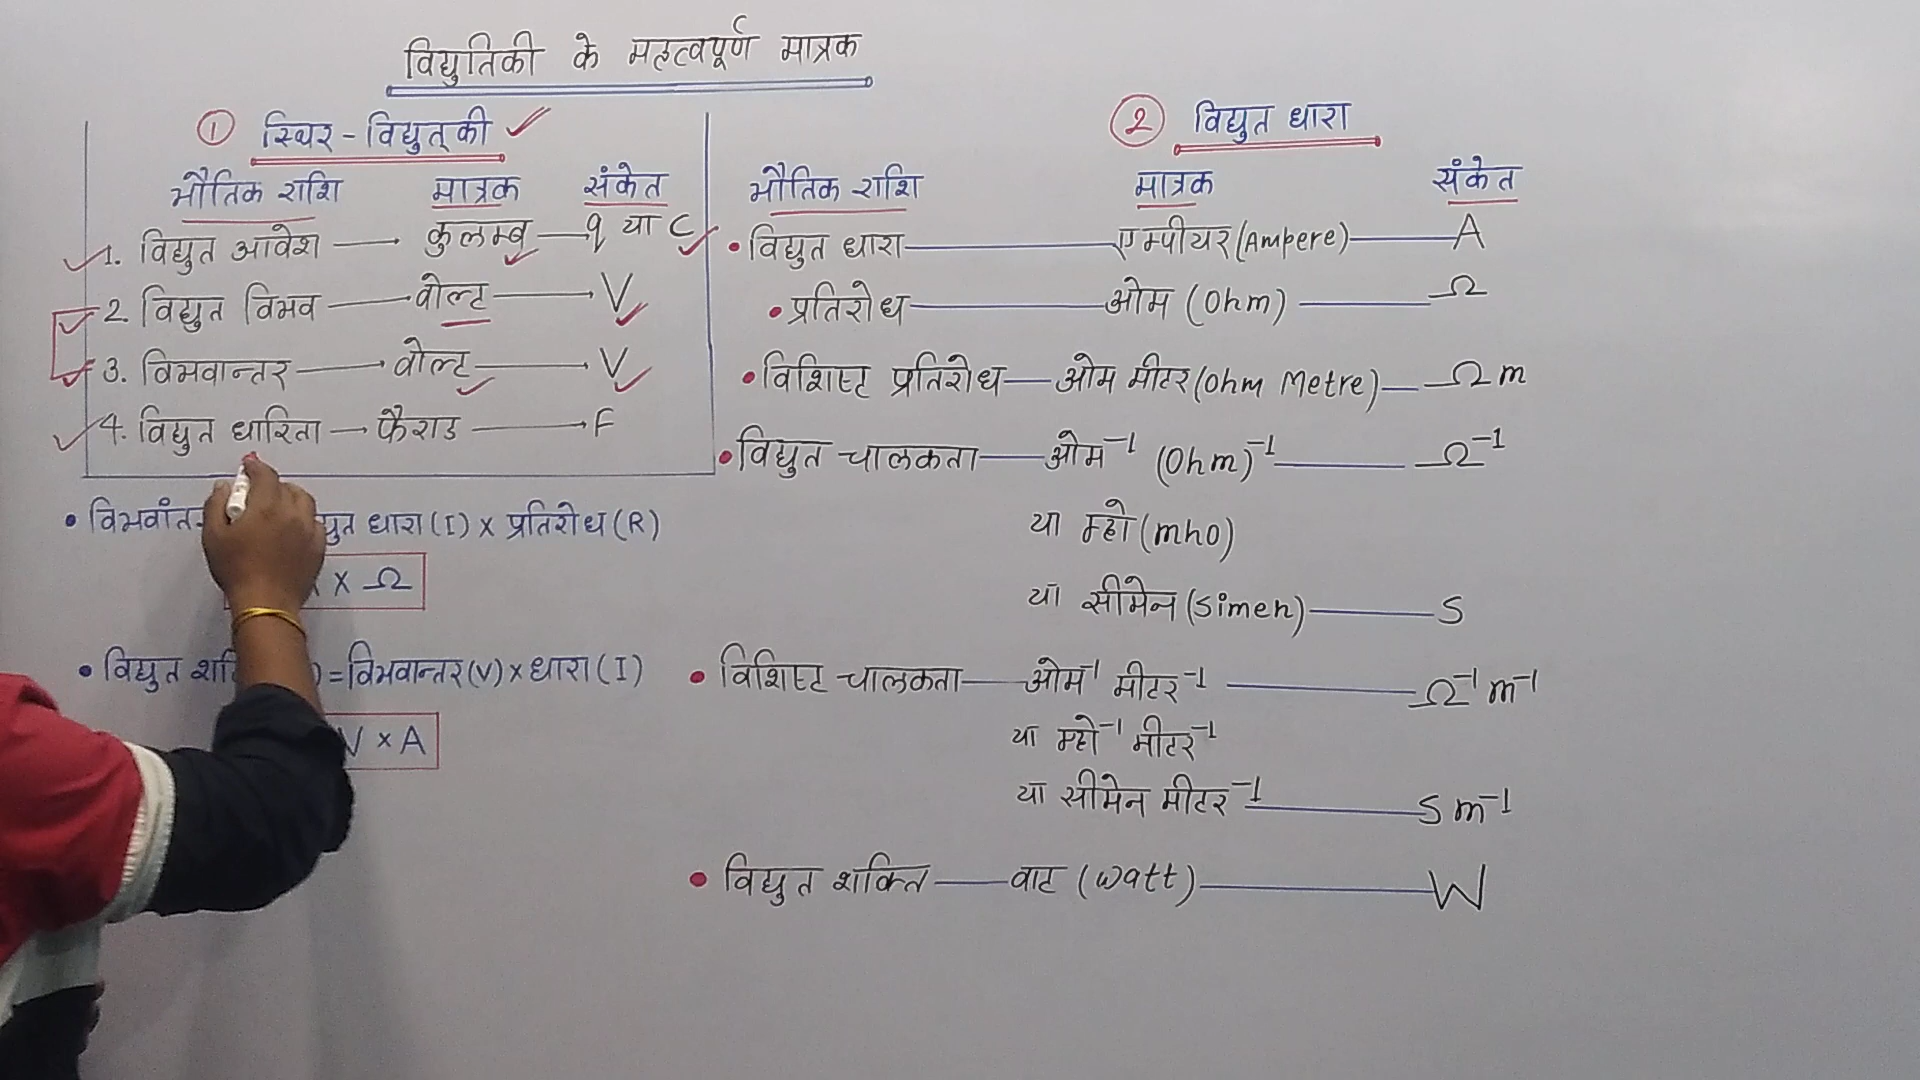 विद्युतिकी के महत्वपूर्ण मात्रक
① स्थिर-विद्युत्की
भौतिक राशि मात्रक संकेत
1. विद्युत आवेश — कुलम्ब — q या C
2. विद्युत विभव — वोल्ट — V
3. विभवान्तर — वोल्ट — V
4. विद्युत धारिता — फैराड — F
• विभवांत धारा (I) × प्रतिरोध (R)
× Ω
• विद्युत = विभवान्तर (V) × धारा (I)
V × A
② विद्युत धारा
भौतिक राशि मात्रक संकेत
• विद्युत धारा — एम्पीयर (Ampere) — A
• प्रतिरोध — ओम (Ohm) — Ω
• विशिष्ट प्रतिरोध — ओम मीटर (Ohm Metre) — Ω m
• विद्युत चालकता — ओम⁻¹ (Ohm)⁻¹ — Ω⁻¹
या म्हो (mho)
या सीमेन (Simen) — S
• विशिष्ट चालकता — ओम⁻¹ मीटर⁻¹ — Ω⁻¹ m⁻¹
या म्हो⁻¹ मीटर⁻¹
या सीमेन मीटर⁻¹ — S m⁻¹
• विद्युत शक्ति — वाट (Watt) — W